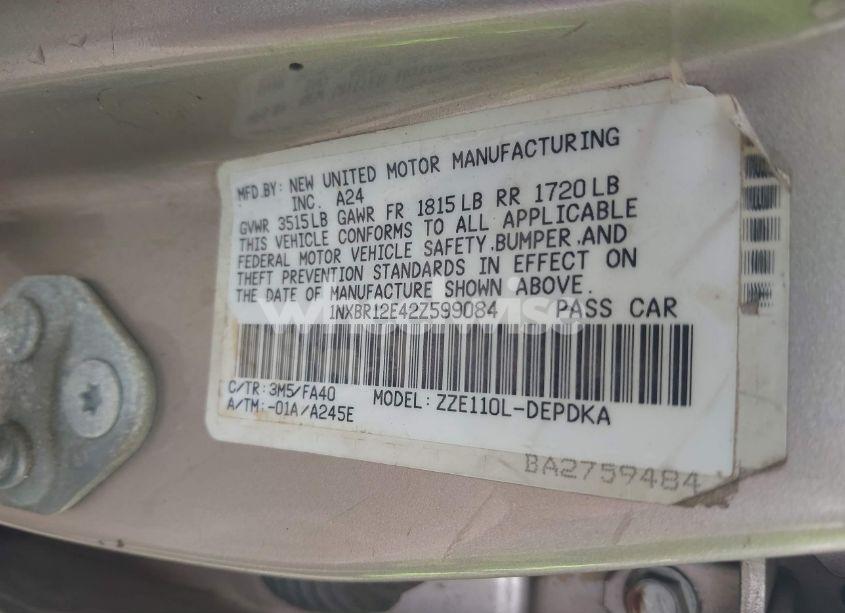 MFD.BY: NEW UNITED MOTOR MANUFACTURING
INC. A24
GVWR 3515LB GAWR FR 1815LB RR 1720LB
THIS VEHICLE CONFORMS TO ALL APPLICABLE
FEDERAL MOTOR VEHICLE SAFETY,BUMPER,AND
THEFT PREVENTION STANDARDS IN EFFECT ON
THE DATE OF MANUFACTURE SHOWN ABOVE.
1NXBR12E42Z599084 PASS CAR
C/TR:3M5/FA40
A/TM:-01A/A245E MODEL: ZZE110L-DEPDKA
BA2759484